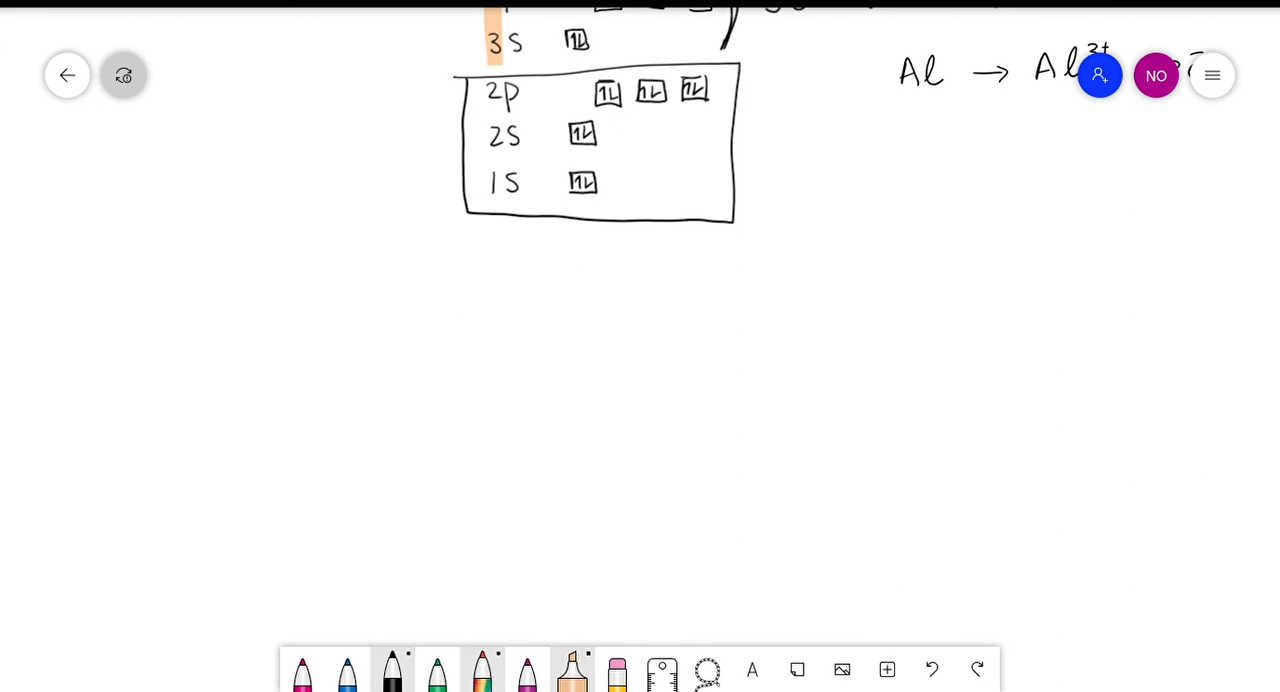 3s ⥮
Al → Al³⁺
NO
2p ⥮ ⥮ ⥮
2s ⥮
1s ⥮
A